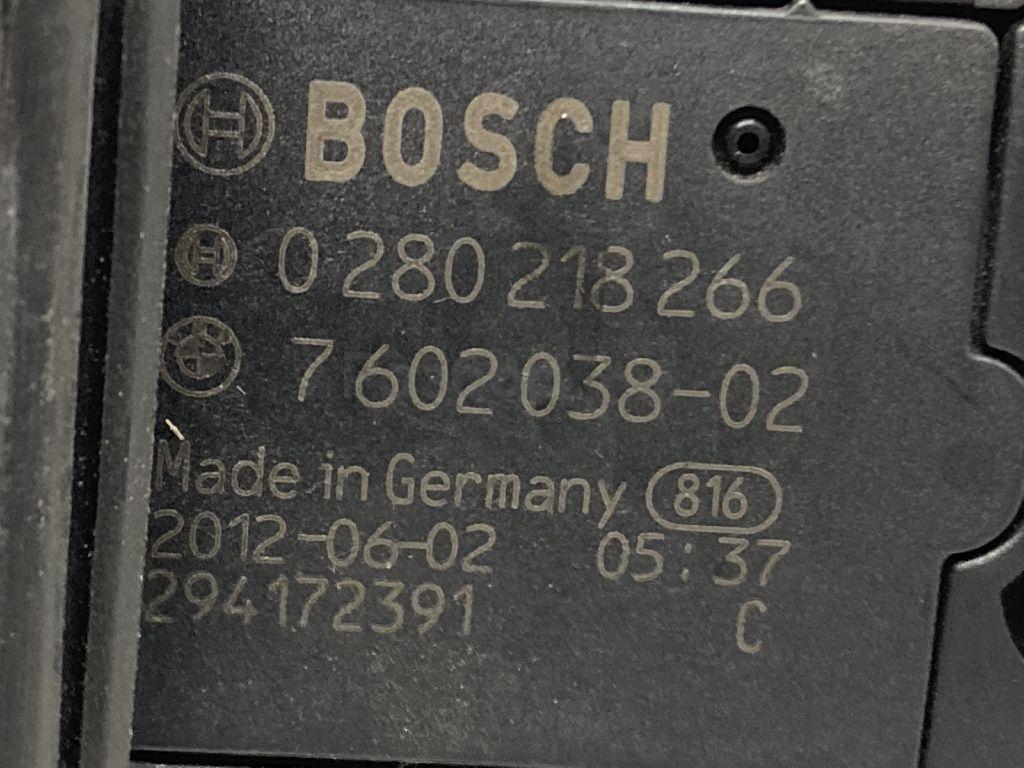 BOSCH
0 280 218 266
7 602 038-02
Made in Germany 816
2012-06-02 05:37
294172391 C